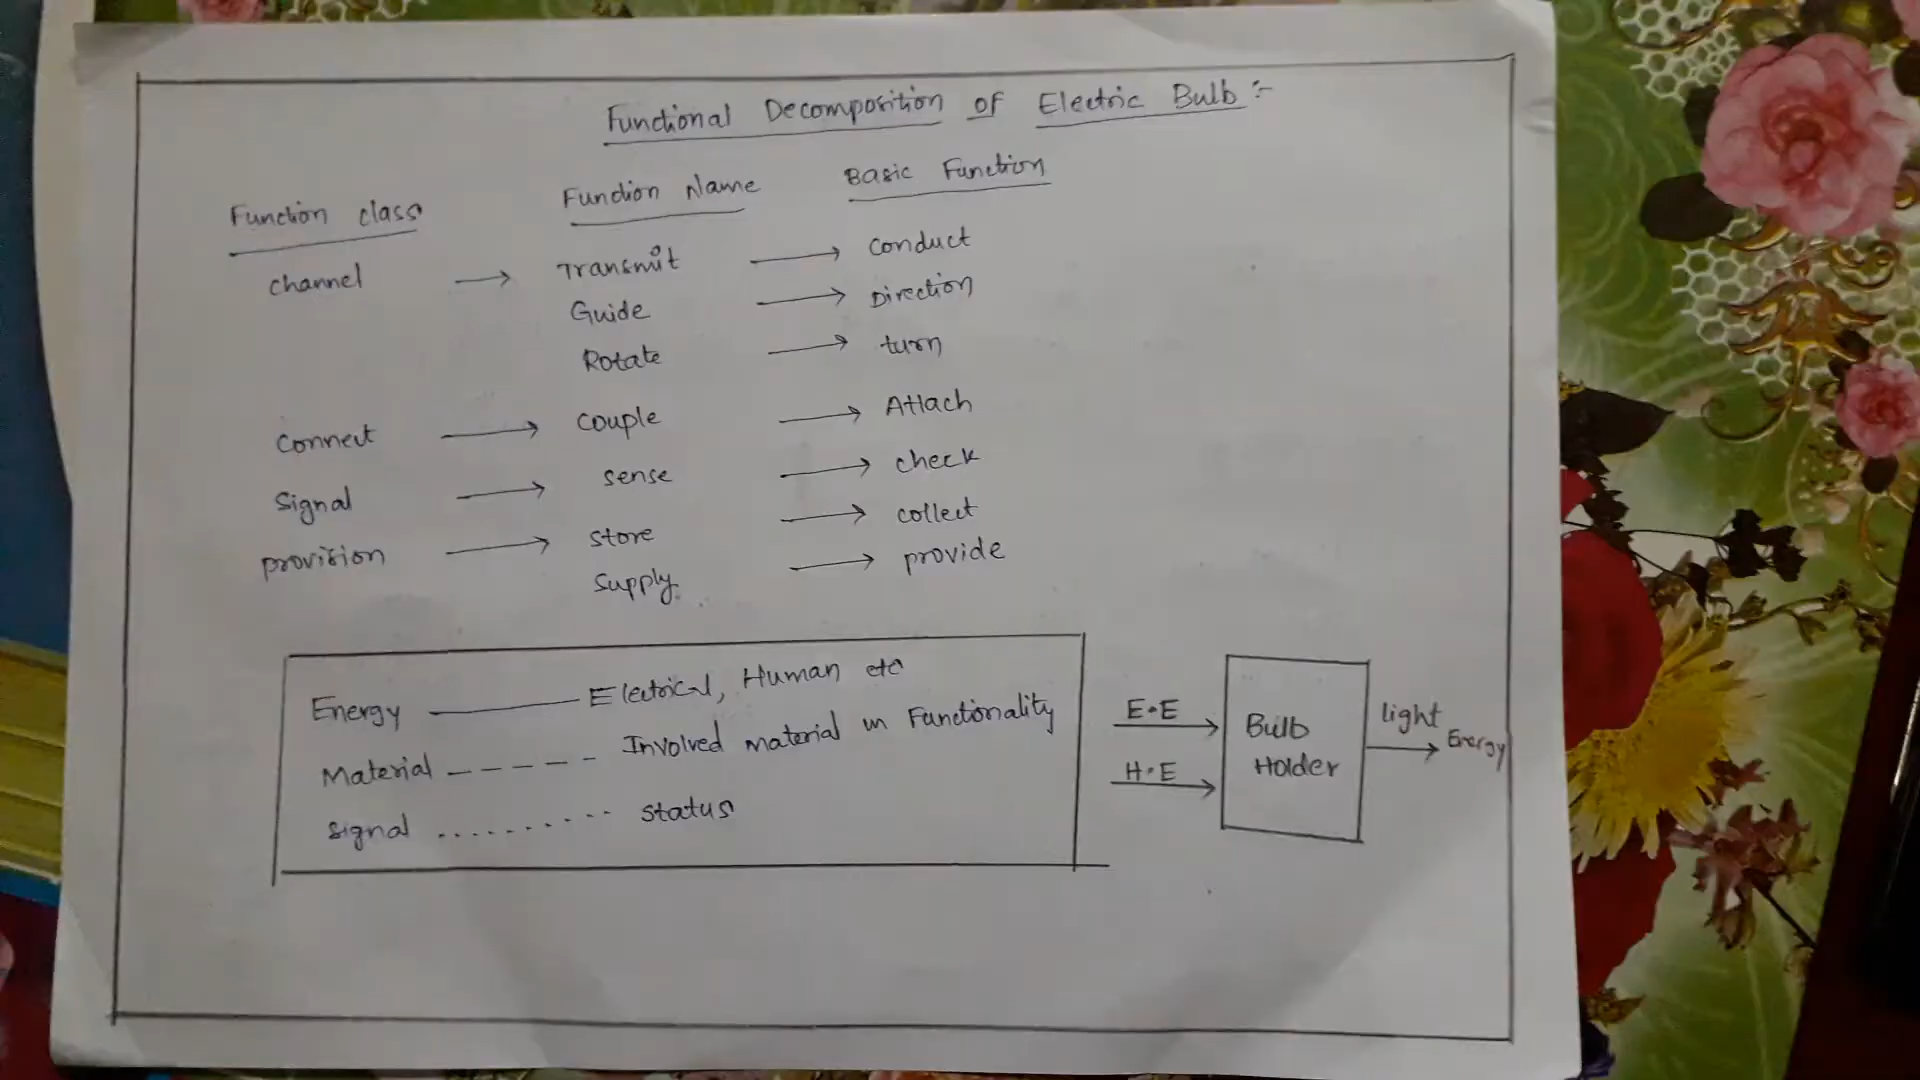 Functional Decomposition of Electric Bulb :-
Function class Function Name Basic Function
channel → Transmit → conduct
Guide → Direction
Rotate → turn
Connect → couple → Attach
Signal → sense → check
provision → store → collect
supply → provide
Energy ——— Electrical, Human etc
Material – – – – – Involved material in Functionality
signal .......... status
E.E
H.E
Bulb
Holder
light
Energy